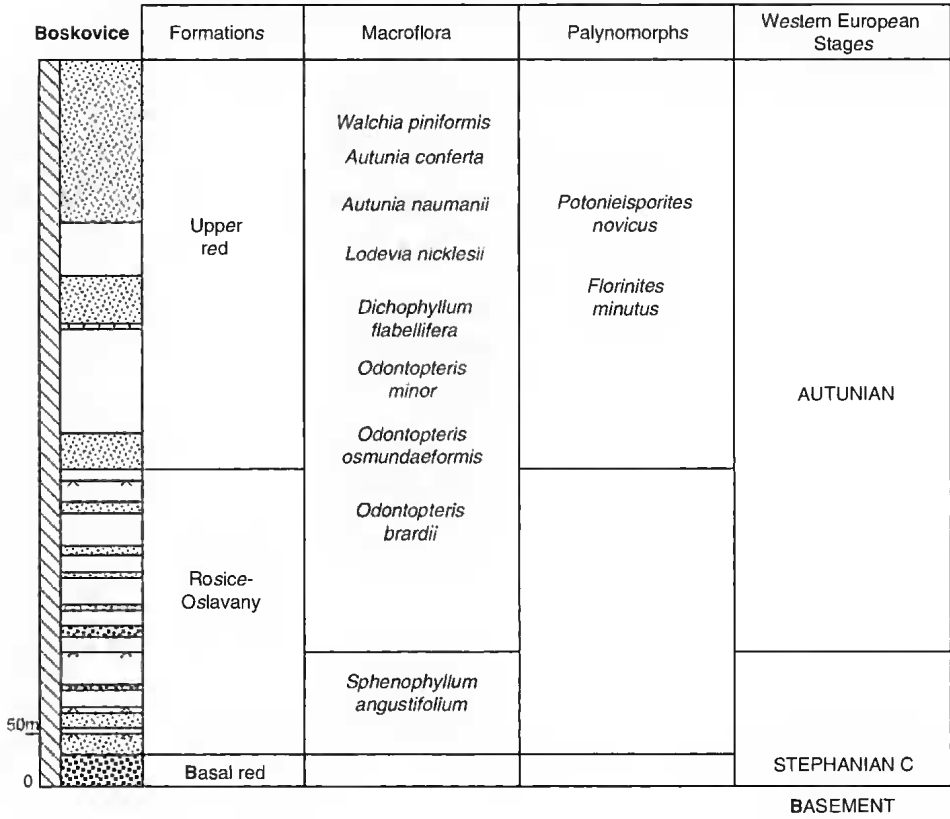 Boskovice
Formations
Macroflora
Palynomorphs
Western European
Stages
Upper
red
Rosice-
Oslavany
Basal red
Walchia piniformis
Autunia conferta
Autunia naumanii
Lodevia nicklesii
Dichophyllum
flabellifera
Odontopteris
minor
Odontopteris
osmundaeformis
Odontopteris
brardii
Sphenophyllum
angustifolium
Potonieisporites
novicus
Florinites
minutus
AUTUNIAN
STEPHANIAN C
BASEMENT
50m
0